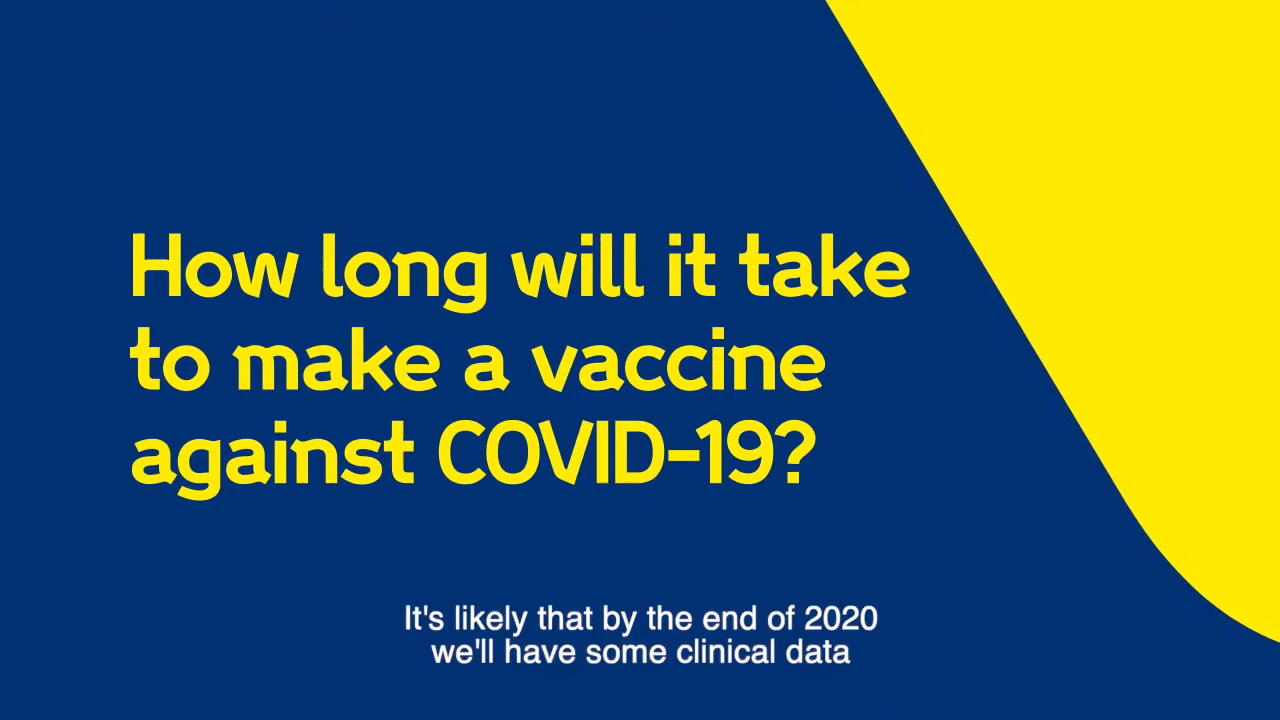 How long will it take
to make a vaccine
against COVID-19?
It's likely that by the end of 2020
we'll have some clinical data